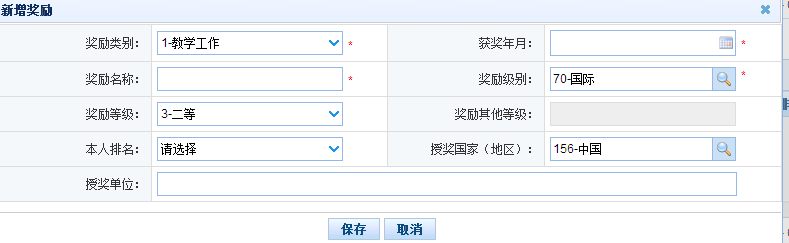 新增奖励
奖励类别： 1-教学工作 * 获奖年月： *
奖励名称： * 奖励级别： 70-国际 *
奖励等级： 3-二等 奖励其他等级：
本人排名： 请选择 授奖国家（地区）： 156-中国
授奖单位：
保存 取消